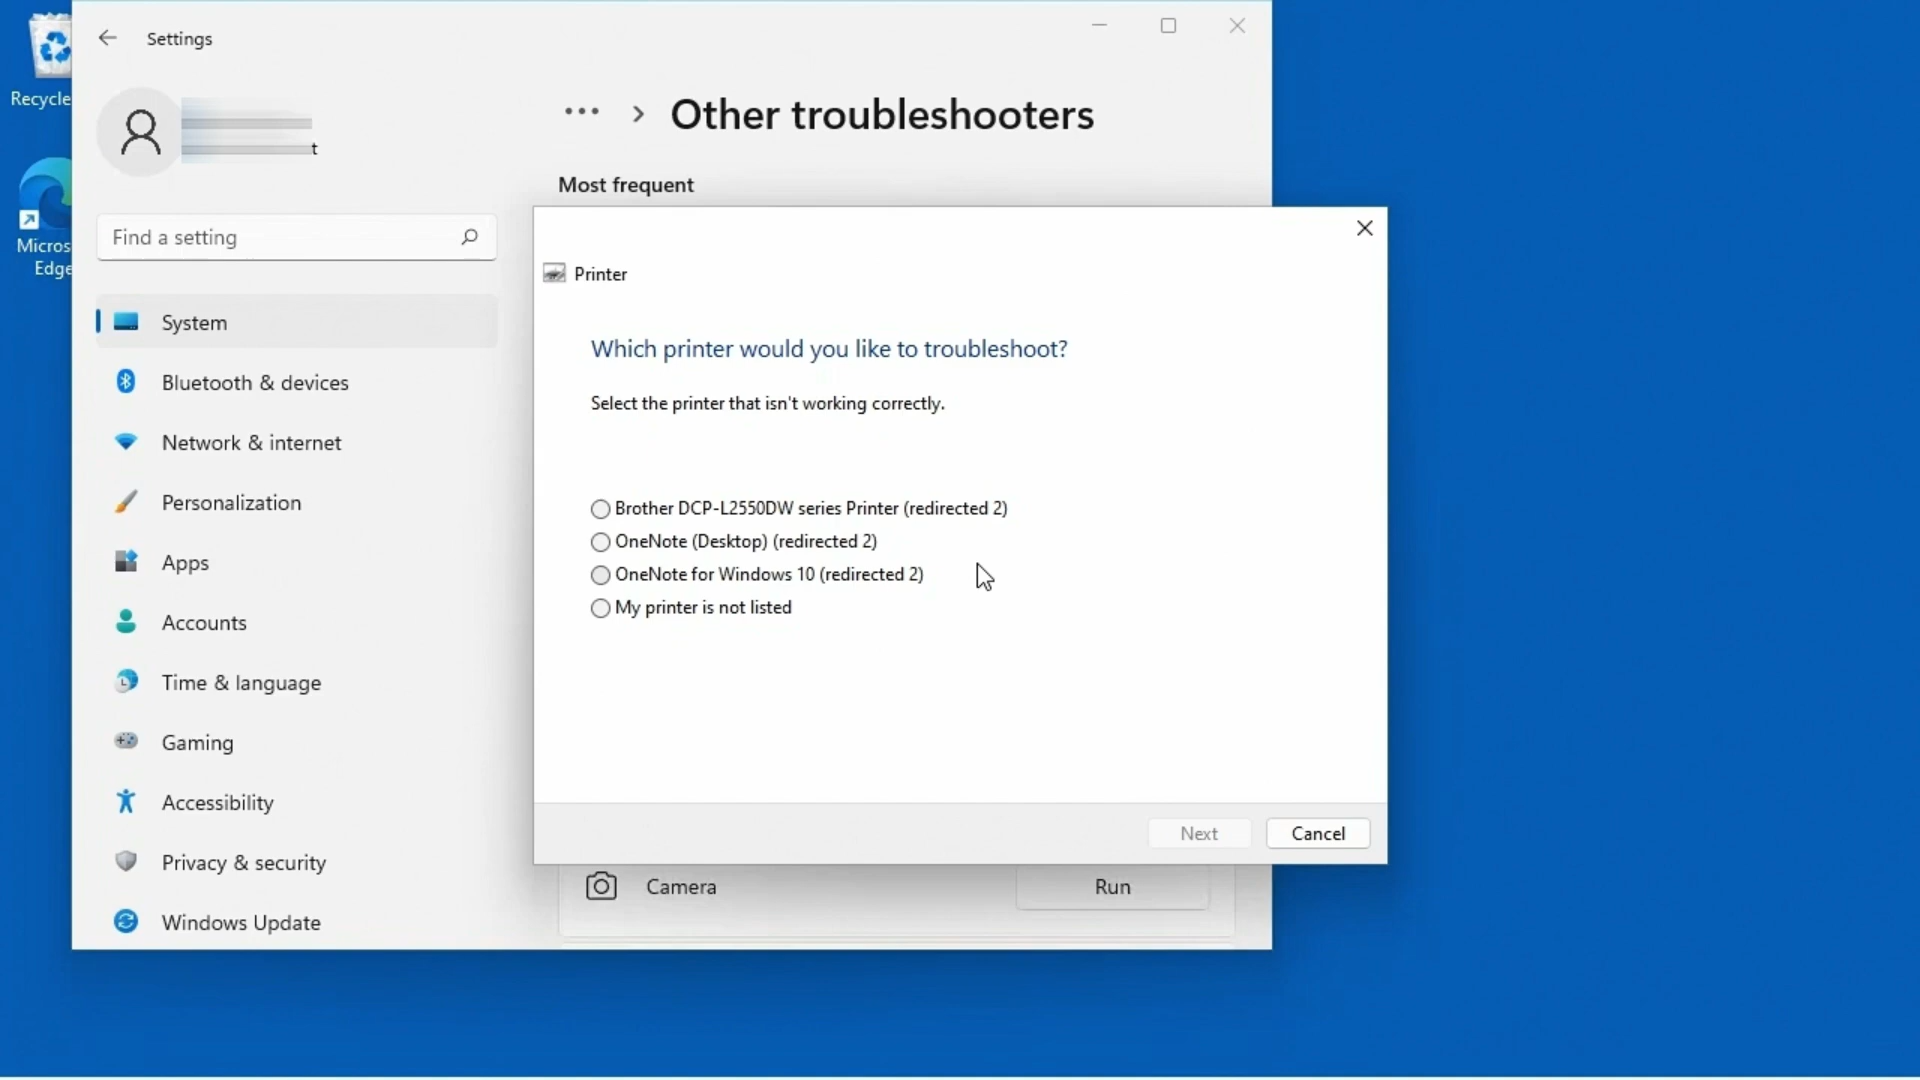 Recycle
Micros
Edge
Settings
t
Find a setting
System
Bluetooth & devices
Network & internet
Personalization
Apps
Accounts
Time & language
Gaming
Accessibility
Privacy & security
Windows Update
Other troubleshooters
Most frequent
Printer
Which printer would you like to troubleshoot?
Select the printer that isn't working correctly.
Brother DCP-L2550DW series Printer (redirected 2)
OneNote (Desktop) (redirected 2)
OneNote for Windows 10 (redirected 2)
My printer is not listed
Next
Cancel
Camera
Run